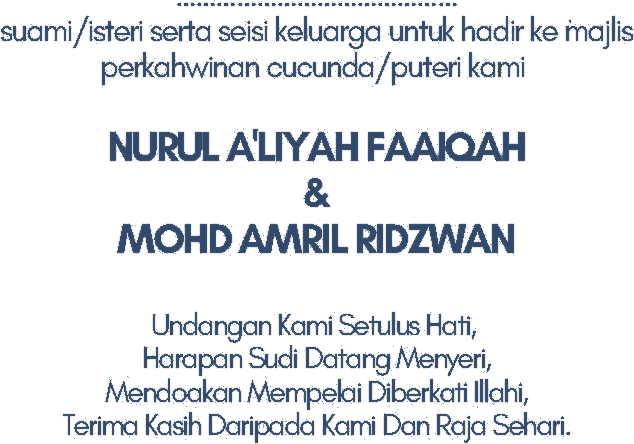 ........................................
suami/isteri serta seisi keluarga untuk hadir ke majlis
perkahwinan cucunda/puteri kami
NURUL A'LIYAH FAAIQAH
&
MOHD AMRIL RIDZWAN
Undangan Kami Setulus Hati,
Harapan Sudi Datang Menyeri,
Mendoakan Mempelai Diberkati Illahi,
Terima Kasih Daripada Kami Dan Raja Sehari.